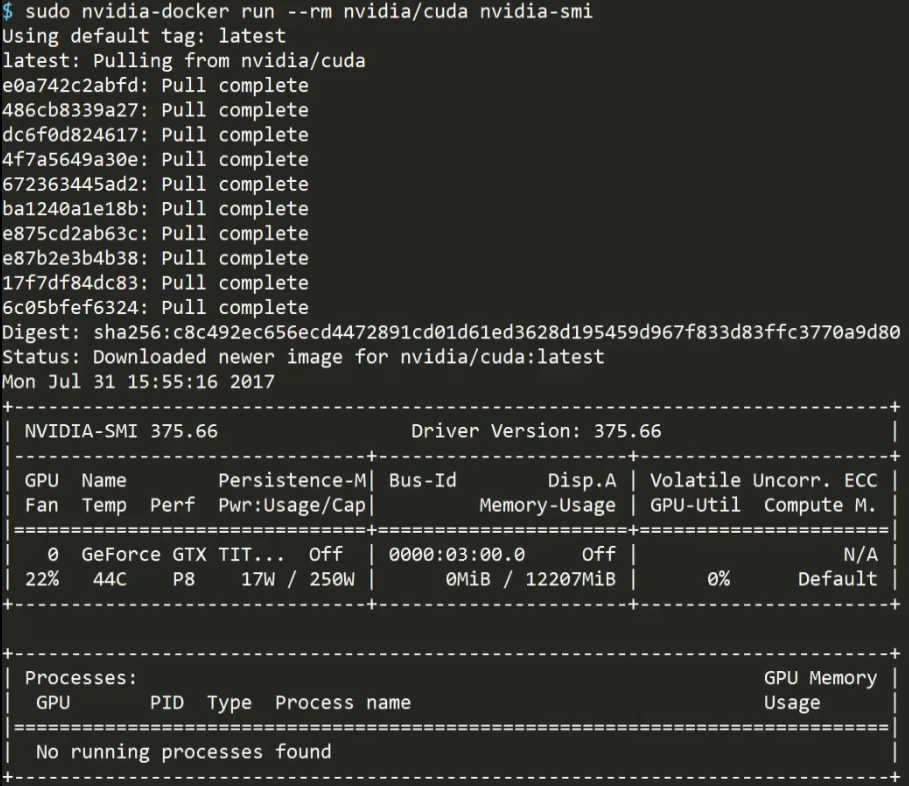 $ sudo nvidia-docker run --rm nvidia/cuda nvidia-smi
Using default tag: latest
latest: Pulling from nvidia/cuda
e0a742c2abfd: Pull complete
486cb8339a27: Pull complete
dc6f0d824617: Pull complete
4f7a5649a30e: Pull complete
672363445ad2: Pull complete
ba1240a1e18b: Pull complete
e875cd2ab63c: Pull complete
e87b2e3b4b38: Pull complete
17f7df84dc83: Pull complete
6c05bfef6324: Pull complete
Digest: sha256:c8c492ec656ecd4472891cd01d61ed3628d195459d967f833d83ffc3770a9d80
Status: Downloaded newer image for nvidia/cuda:latest
Mon Jul 31 15:55:16 2017
+-----------------------------------------------------------------------------+
| NVIDIA-SMI 375.66                 Driver Version: 375.66                    |
|-------------------------------+----------------------+----------------------+
| GPU  Name        Persistence-M| Bus-Id        Disp.A | Volatile Uncorr. ECC |
| Fan  Temp  Perf  Pwr:Usage/Cap|         Memory-Usage | GPU-Util  Compute M. |
|===============================+======================+======================|
|   0  GeForce GTX TIT...  Off  | 0000:03:00.0     Off |                  N/A |
| 22%   44C    P8    17W / 250W |      0MiB / 12207MiB |      0%      Default |
+-------------------------------+----------------------+----------------------+

+-----------------------------------------------------------------------------+
| Processes:                                                       GPU Memory |
|  GPU       PID  Type  Process name                               Usage      |
|=============================================================================|
|  No running processes found                                                 |
+-----------------------------------------------------------------------------+